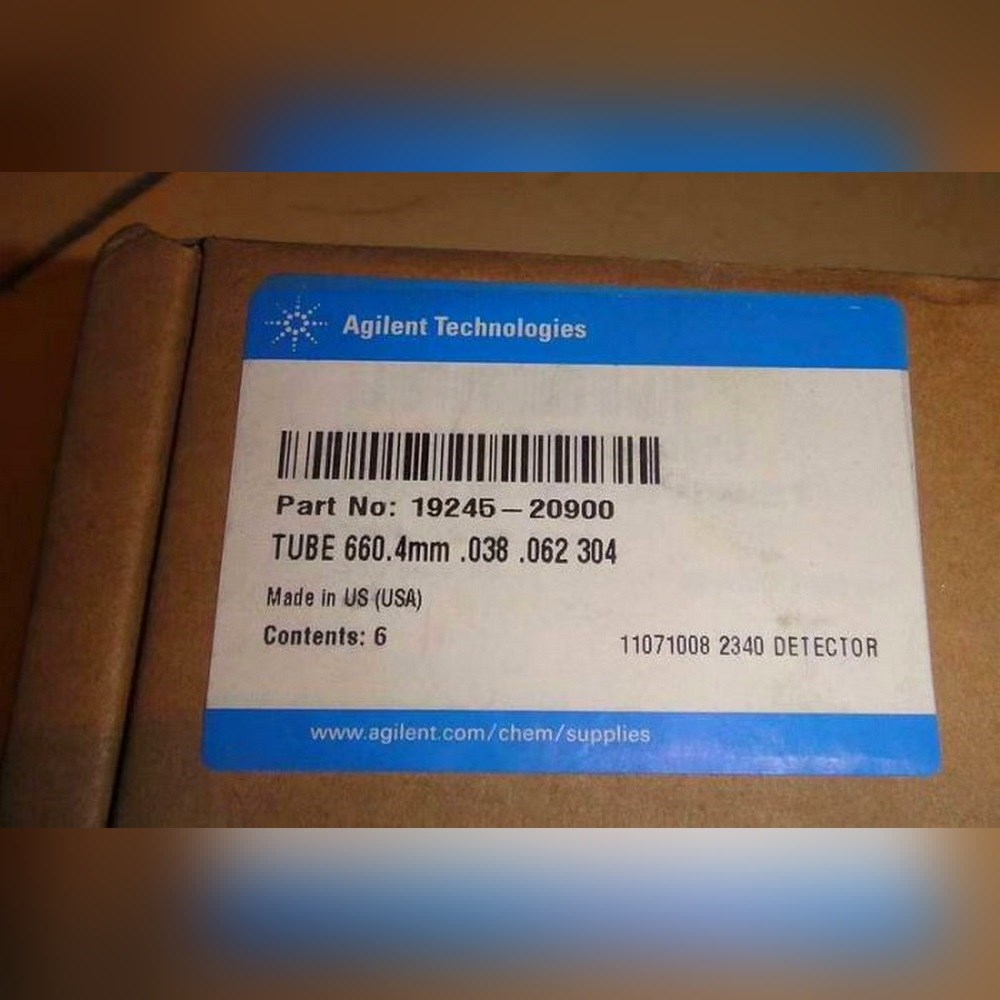 Agilent Technologies
Part No: 19245-20900
TUBE 660.4mm .038 .062 304
Made in US (USA)
Contents: 6
11071008 2340 DETECTOR
www.agilent.com/chem/supplies